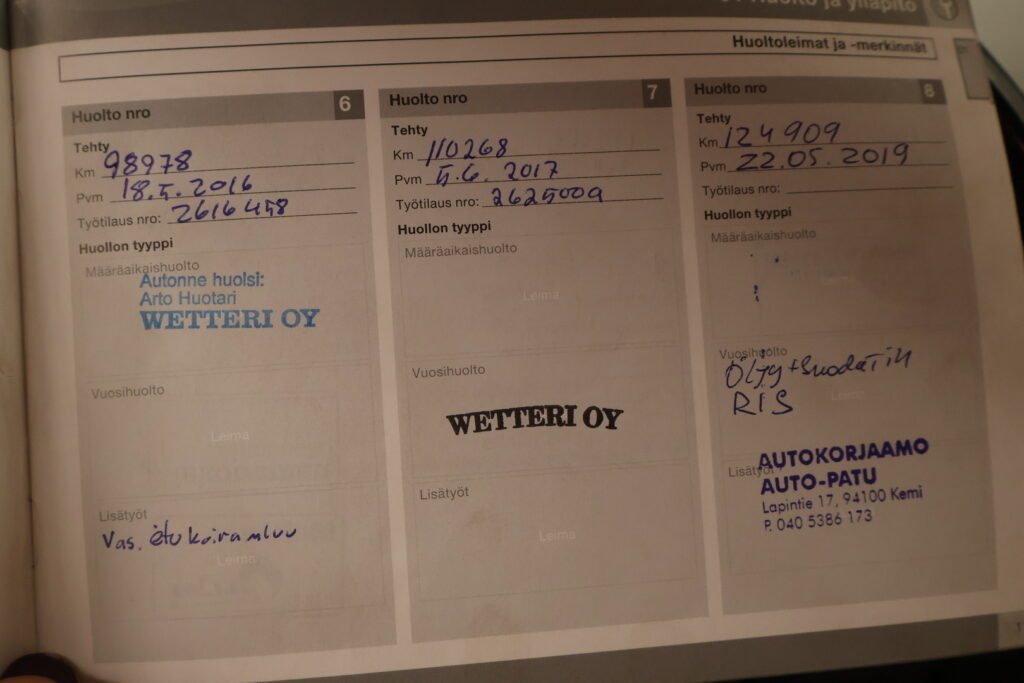 Huolto ja ylläpito
Huoltoleimat ja -merkinnät
Huolto nro 6
Tehty
Km 98978
Pvm 18.5.2016
Työtilaus nro: 2616458
Huollon tyyppi
Määräaikaishuolto
Autonne huolsi:
Arto Huotari
WETTERI OY
Vuosihuolto
Leima
Lisätyöt
Vas. etukoiranluu
Leima
Huolto nro 7
Tehty
Km 110268
Pvm 5.6. 2017
Työtilaus nro: 2625009
Huollon tyyppi
Määräaikaishuolto
Leima
Vuosihuolto
WETTERI OY
Lisätyöt
Leima
Huolto nro 8
Tehty
Km 124909
Pvm 22.05.2019
Työtilaus nro:
Huollon tyyppi
Määräaikaishuolto
Vuosihuolto
Öljy+Suodatin
Leima
RIS
Lisätyöt
AUTOKORJAAMO
AUTO-PATU
Lapintie 17, 94100 Kemi
P. 040 5386 173